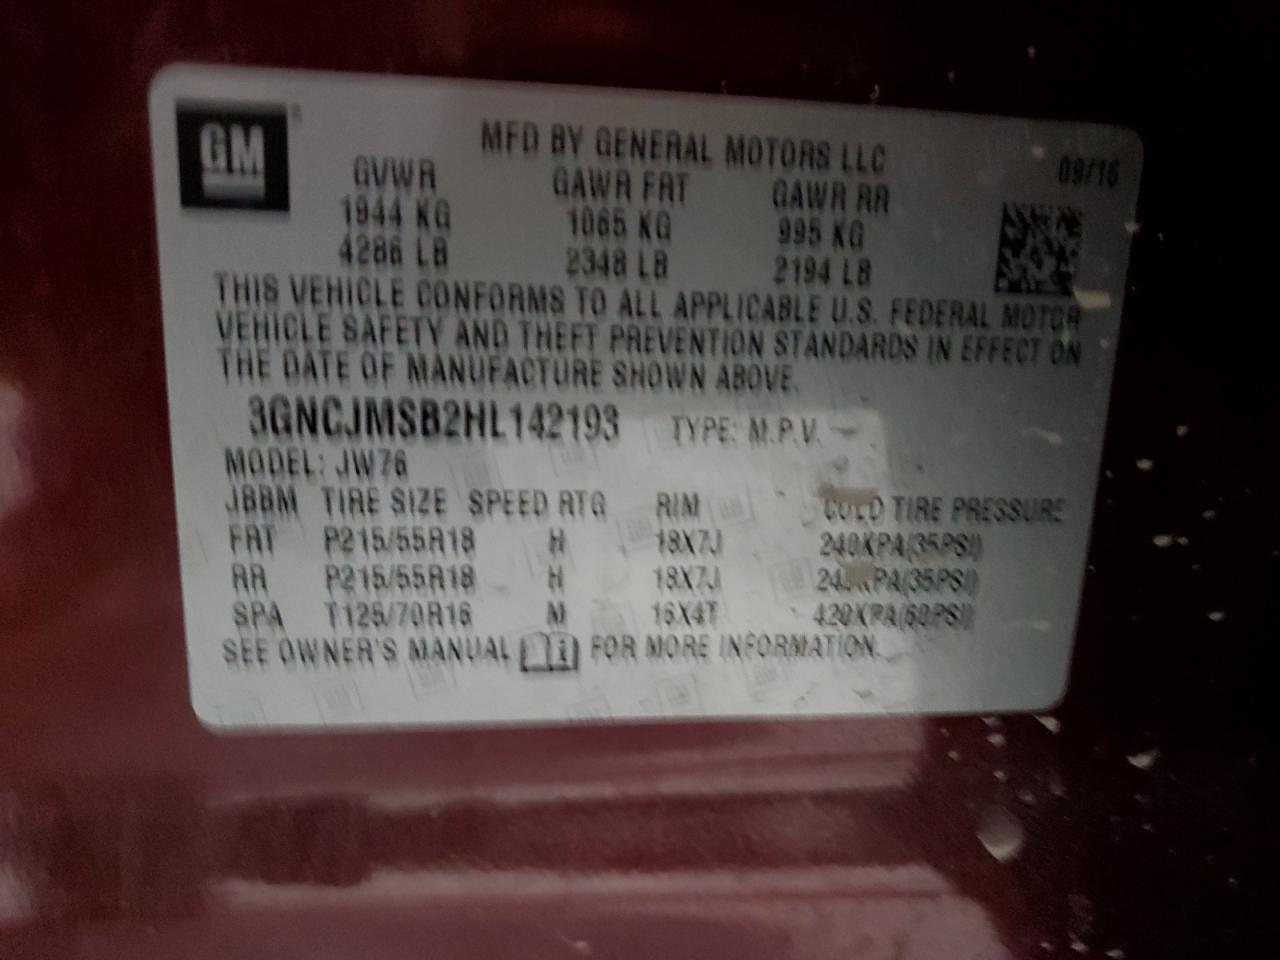 GM
MFD BY GENERAL MOTORS LLC
09/16
GVWR GAWR FRT GAWR RR
1944 KG 1065 KG 995 KG
4286 LB 2348 LB 2194 LB
THIS VEHICLE CONFORMS TO ALL APPLICABLE U.S. FEDERAL MOTOR
VEHICLE SAFETY AND THEFT PREVENTION STANDARDS IN EFFECT ON
THE DATE OF MANUFACTURE SHOWN ABOVE.
3GNCJMSB2HL142193 TYPE: M.P.V.
MODEL: JW76
JBBM TIRE SIZE SPEED RTG RIM COLD TIRE PRESSURE
FRT P215/55R18 H 18X7J 240KPA(35PSI)
RR P215/55R18 H 18X7J 240KPA(35PSI)
SPA T125/70R16 M 16X4T 420KPA(60PSI)
SEE OWNER'S MANUAL i FOR MORE INFORMATION.